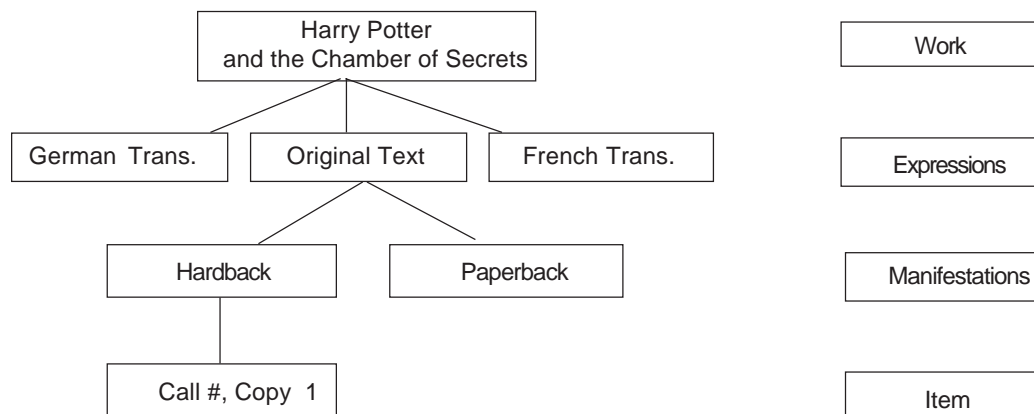 Harry Potter
and the Chamber of Secrets
Work
German Trans.
Original Text
French Trans.
Expressions
Hardback
Paperback
Manifestations
Call #, Copy 1
Item